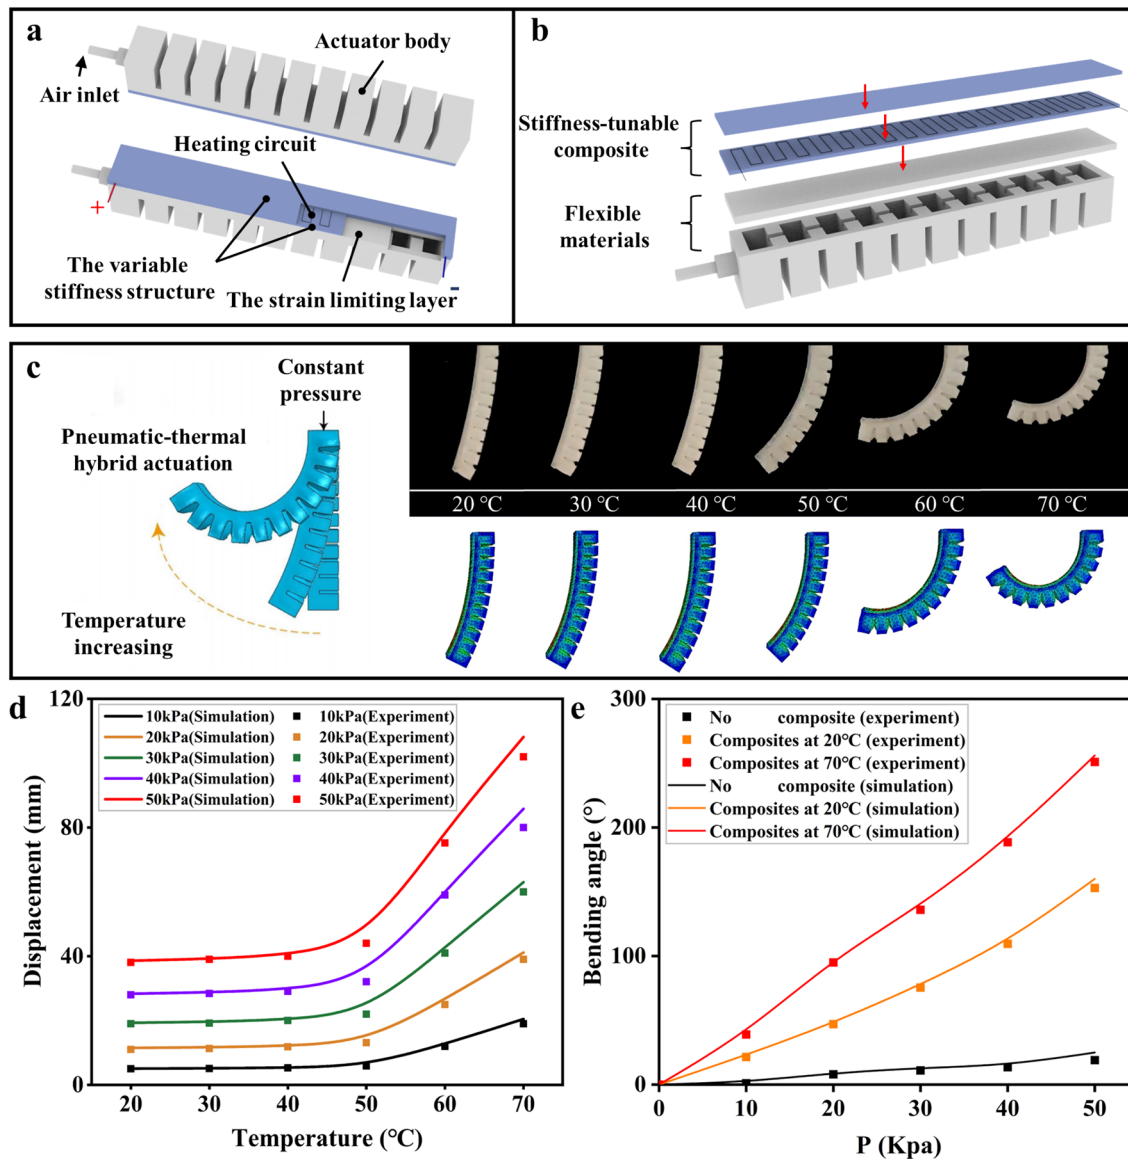 a
Actuator body
Air inlet
Heating circuit
+
The variable
stiffness structure
The strain limiting layer
-
b
Stiffness-tunable
composite
Flexible
materials
c
Constant
pressure
Pneumatic-thermal
hybrid actuation
Temperature
increasing
20 ℃ 30 ℃ 40 ℃ 50 ℃ 60 ℃ 70 ℃
d
10kPa(Simulation) 10kPa(Experiment)
20kPa(Simulation) 20kPa(Experiment)
30kPa(Simulation) 30kPa(Experiment)
40kPa(Simulation) 40kPa(Experiment)
50kPa(Simulation) 50kPa(Experiment)
Displacement (mm)
120
80
40
0
20 30 40 50 60 70
Temperature (℃)
e
No composite (experiment)
Composites at 20℃ (experiment)
Composites at 70℃ (experiment)
No composite (simulation)
Composites at 20℃ (simulation)
Composites at 70℃ (simulation)
Bending angle (°)
300
200
100
0
0 10 20 30 40 50
P (Kpa)